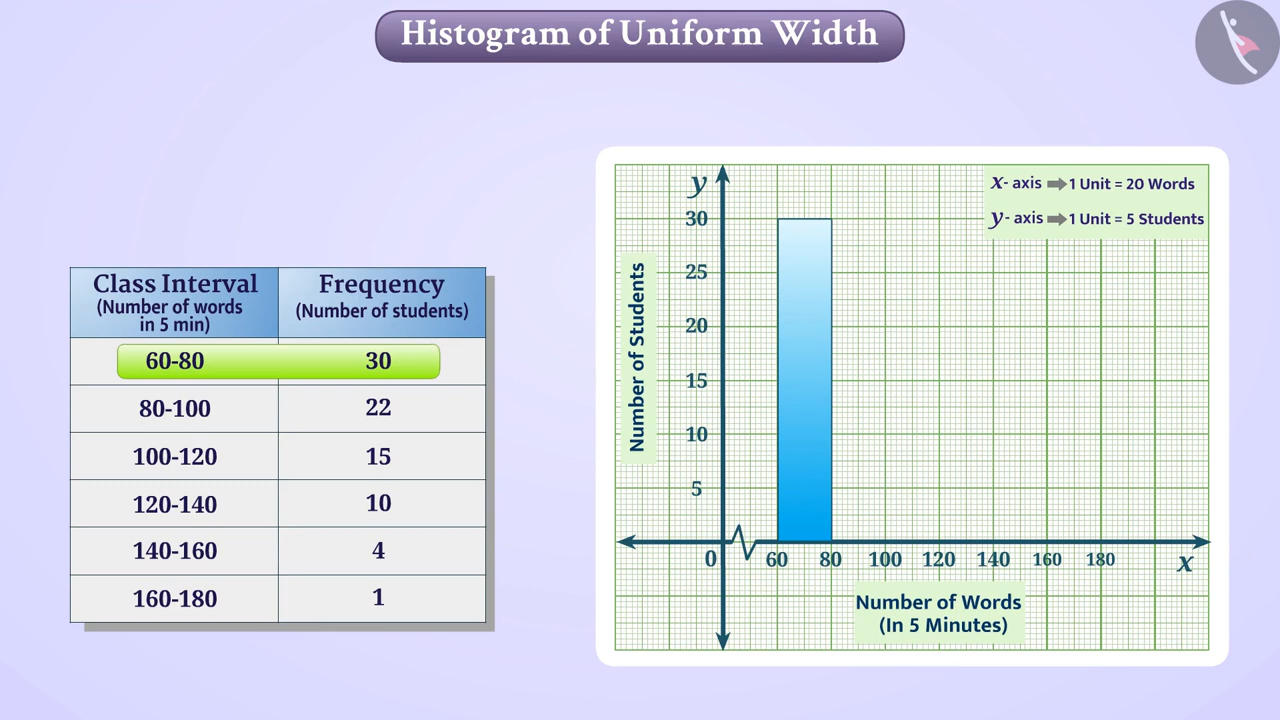 Histogram of Uniform Width
Class Interval
(Number of words
in 5 min)
Frequency
(Number of students)
60-80 30
80-100 22
100-120 15
120-140 10
140-160 4
160-180 1
x- axis 1 Unit = 20 Words
y- axis 1 Unit = 5 Students
y
30
25
20
15
10
5
Number of Students
0 60 80 100 120 140 160 180 x
Number of Words
(In 5 Minutes)